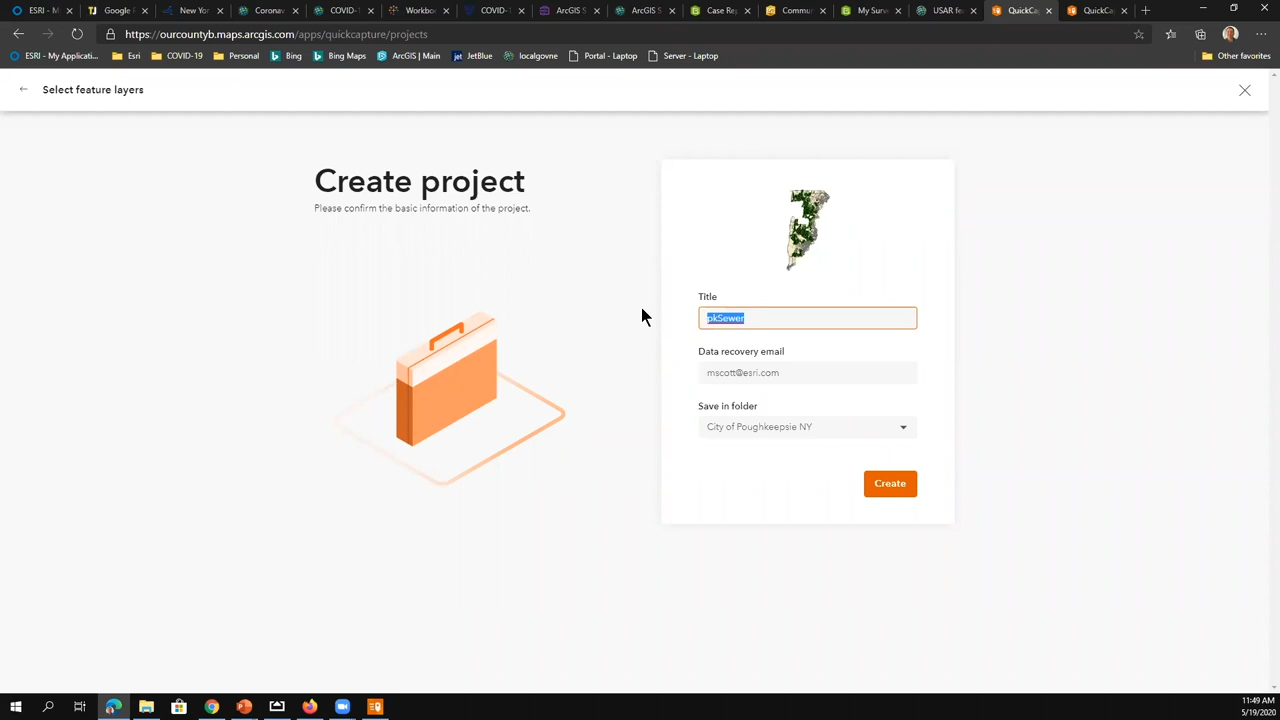 ESRI - M
Google F
New Yor
Coronav
COVID-1
Workbo
COVID-
ArcGIS S
ArcGIS S
Case Re
Commu
My Surv
USAR fe
QuickCap
QuickCap
https://ourcountyb.maps.arcgis.com/apps/quickcapture/projects
ESRI - My Applicati...
Esri
COVID-19
Personal
Bing
Bing Maps
ArcGIS | Main
JetBlue
localgovne
Portal - Laptop
Server - Laptop
Other favorites
Select feature layers
Create project
Please confirm the basic information of the project.
Title
pkSewer
Data recovery email
mscott@esri.com
Save in folder
City of Poughkeepsie NY
Create
11:49 AM
5/19/2020